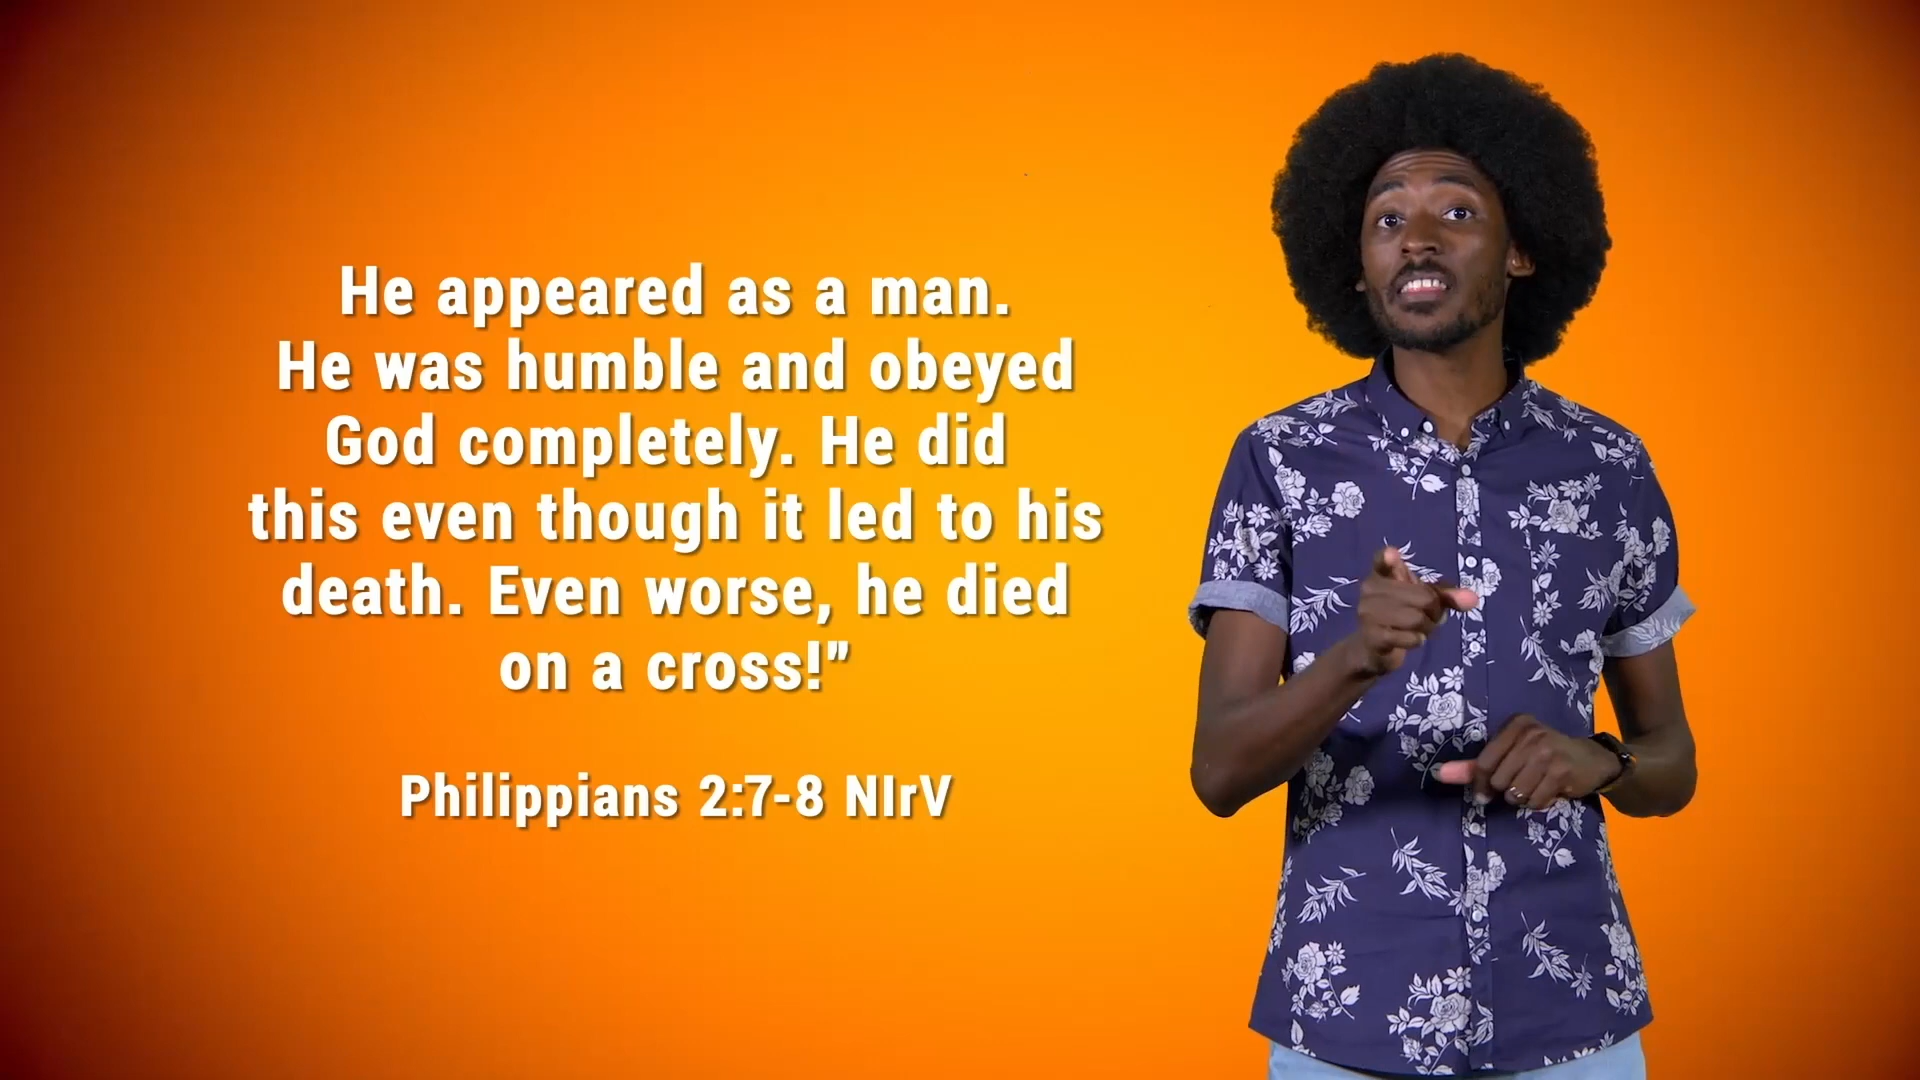 He appeared as a man.
He was humble and obeyed
God completely. He did
this even though it led to his
death. Even worse, he died
on a cross!"
Philippians 2:7-8 NIrV